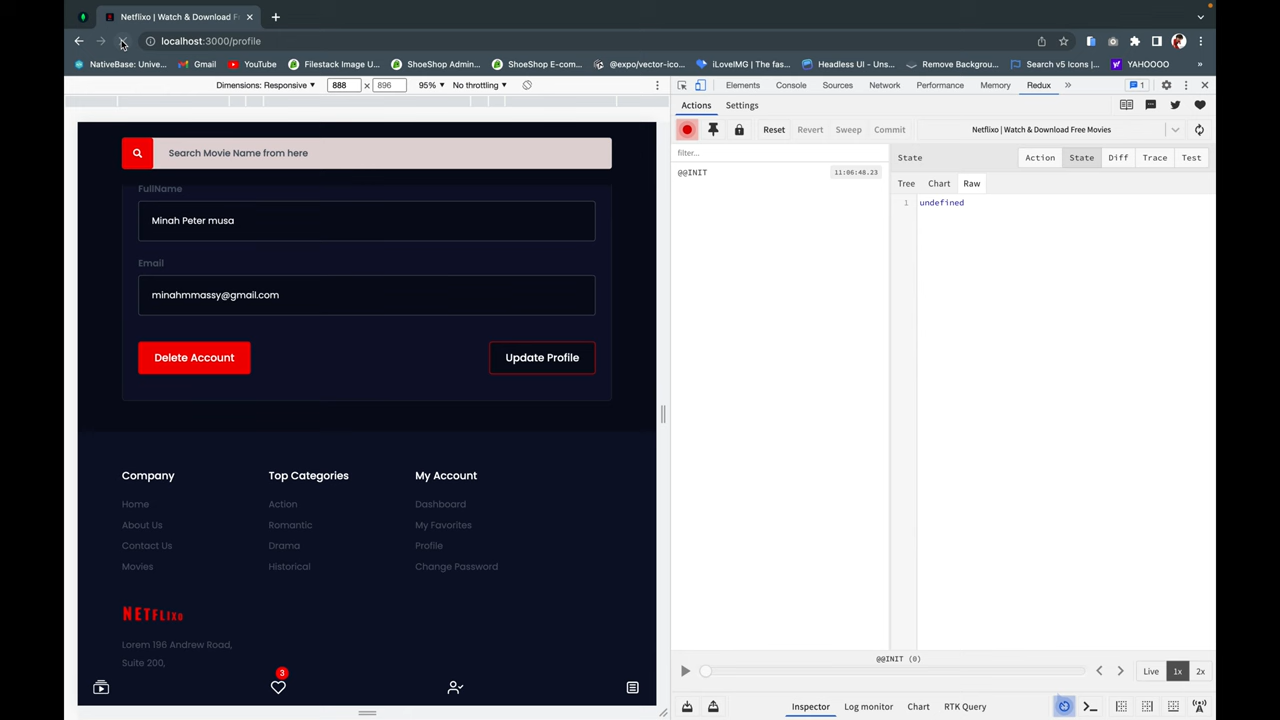 Netflixo | Watch & Download F
localhost:3000/profile
NativeBase: Unive...
Gmail
Filestack Image U...
YouTube
ShoeShop Admin...
ShoeShop E-com...
@expo/vector-ico...
iLoveIMG | The fas...
Headless UI - Uns...
Remove Backgrou...
Search v5 Icons |...
YAHOOOO
Dimensions: Responsive
888
x
896
95%
No throttling
Elements
Console
Sources
Network
Performance
Memory
Redux
1
Actions
Settings
Reset
Revert
Sweep
Commit
Netflixo | Watch & Download Free Movies
filter...
State
Action
State
Diff
Trace
Test
@@INIT
11:06:48.23
Tree
Chart
Raw
1
undefined
Search Movie Name from here
FullName
Minah Peter musa
Email
minahmmassy@gmail.com
Delete Account
Update Profile
Company
Top Categories
My Account
Home
Action
Dashboard
About Us
Romantic
My Favorites
Contact Us
Drama
Profile
Movies
Historical
Change Password
NETFLIXO
Lorem 196 Andrew Road,
Suite 200,
3
@@INIT (0)
Live
1x
2x
Inspector
Log monitor
Chart
RTK Query